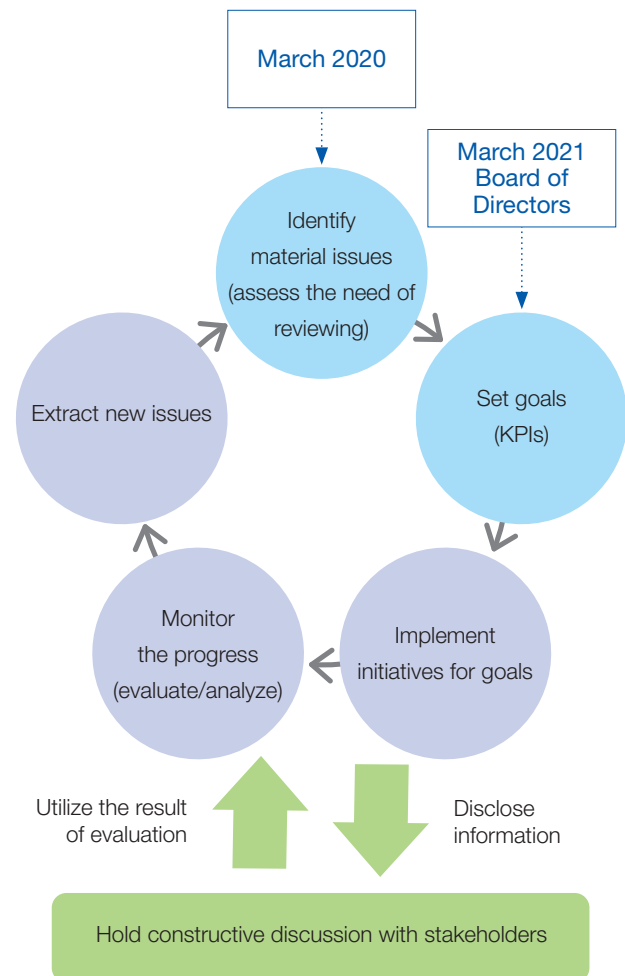 March 2020
March 2021
Board of
Directors
Identify
material issues
(assess the need of
reviewing)
Set goals
(KPIs)
Implement
initiatives for goals
Monitor
the progress
(evaluate/analyze)
Extract new issues
Utilize the result
of evaluation
Disclose
information
Hold constructive discussion with stakeholders